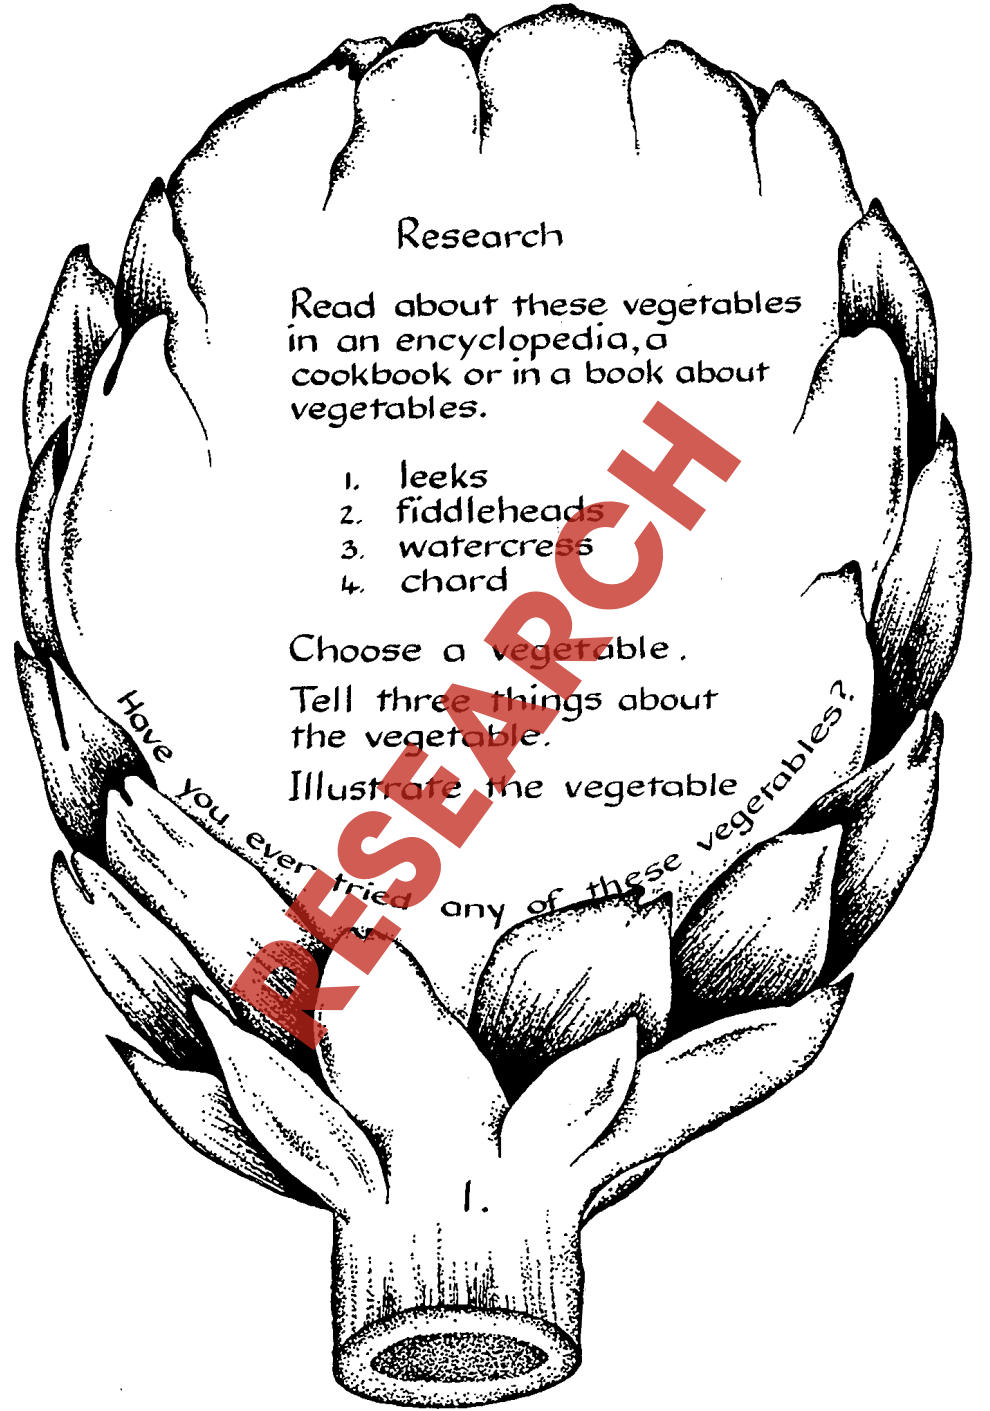 Research
Read about these vegetables
in an encyclopedia, a
cookbook or in a book about
vegetables.
1. leeks
2. fiddleheads
3. watercress
4. chard
Choose a vegetable.
Tell three things about
the vegetable.
Illustrate the vegetable
Have you ever tried any of these vegetables?
RESEARCH
1.